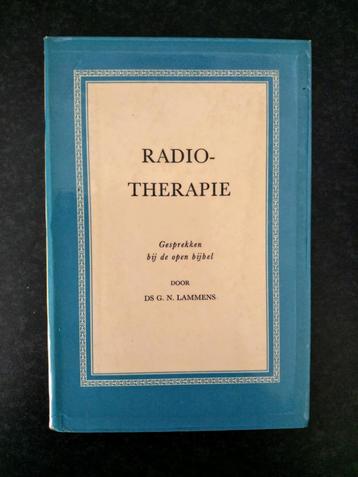 RADIO-
THERAPIE
Gesprekken
bij de open bijbel
DOOR
DS G. N. LAMMENS